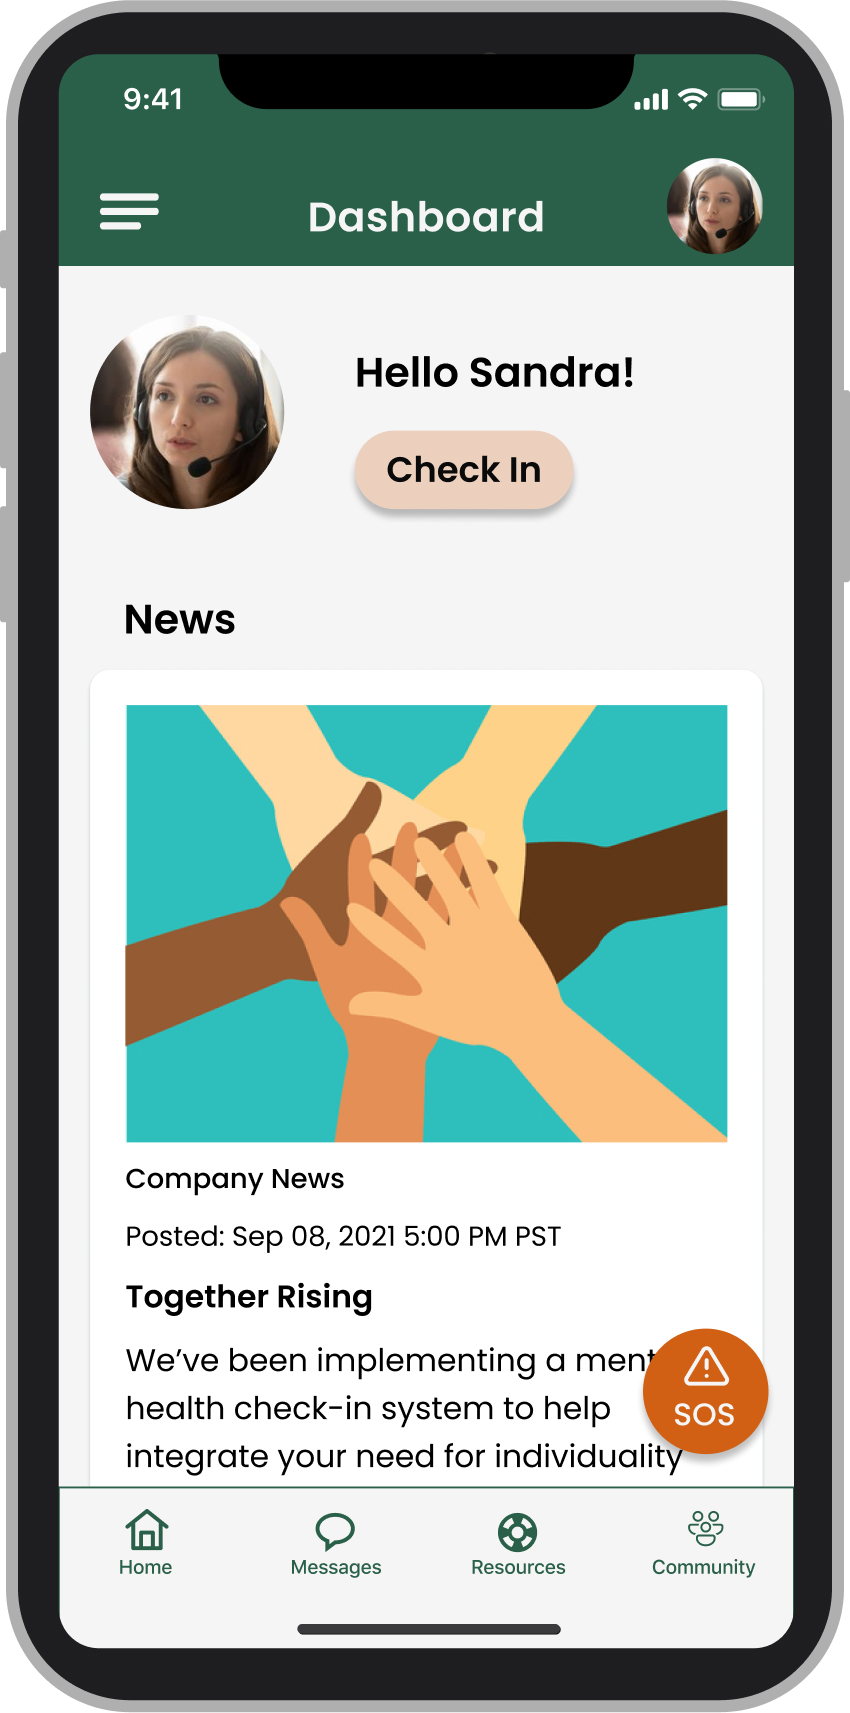 9:41
Dashboard
Hello Sandra!
Check In
News
Company News
Posted: Sep 08, 2021 5:00 PM PST
Together Rising
We’ve been implementing a ment
health check-in system to help
integrate your need for individuality
SOS
Home
Messages
Resources
Community